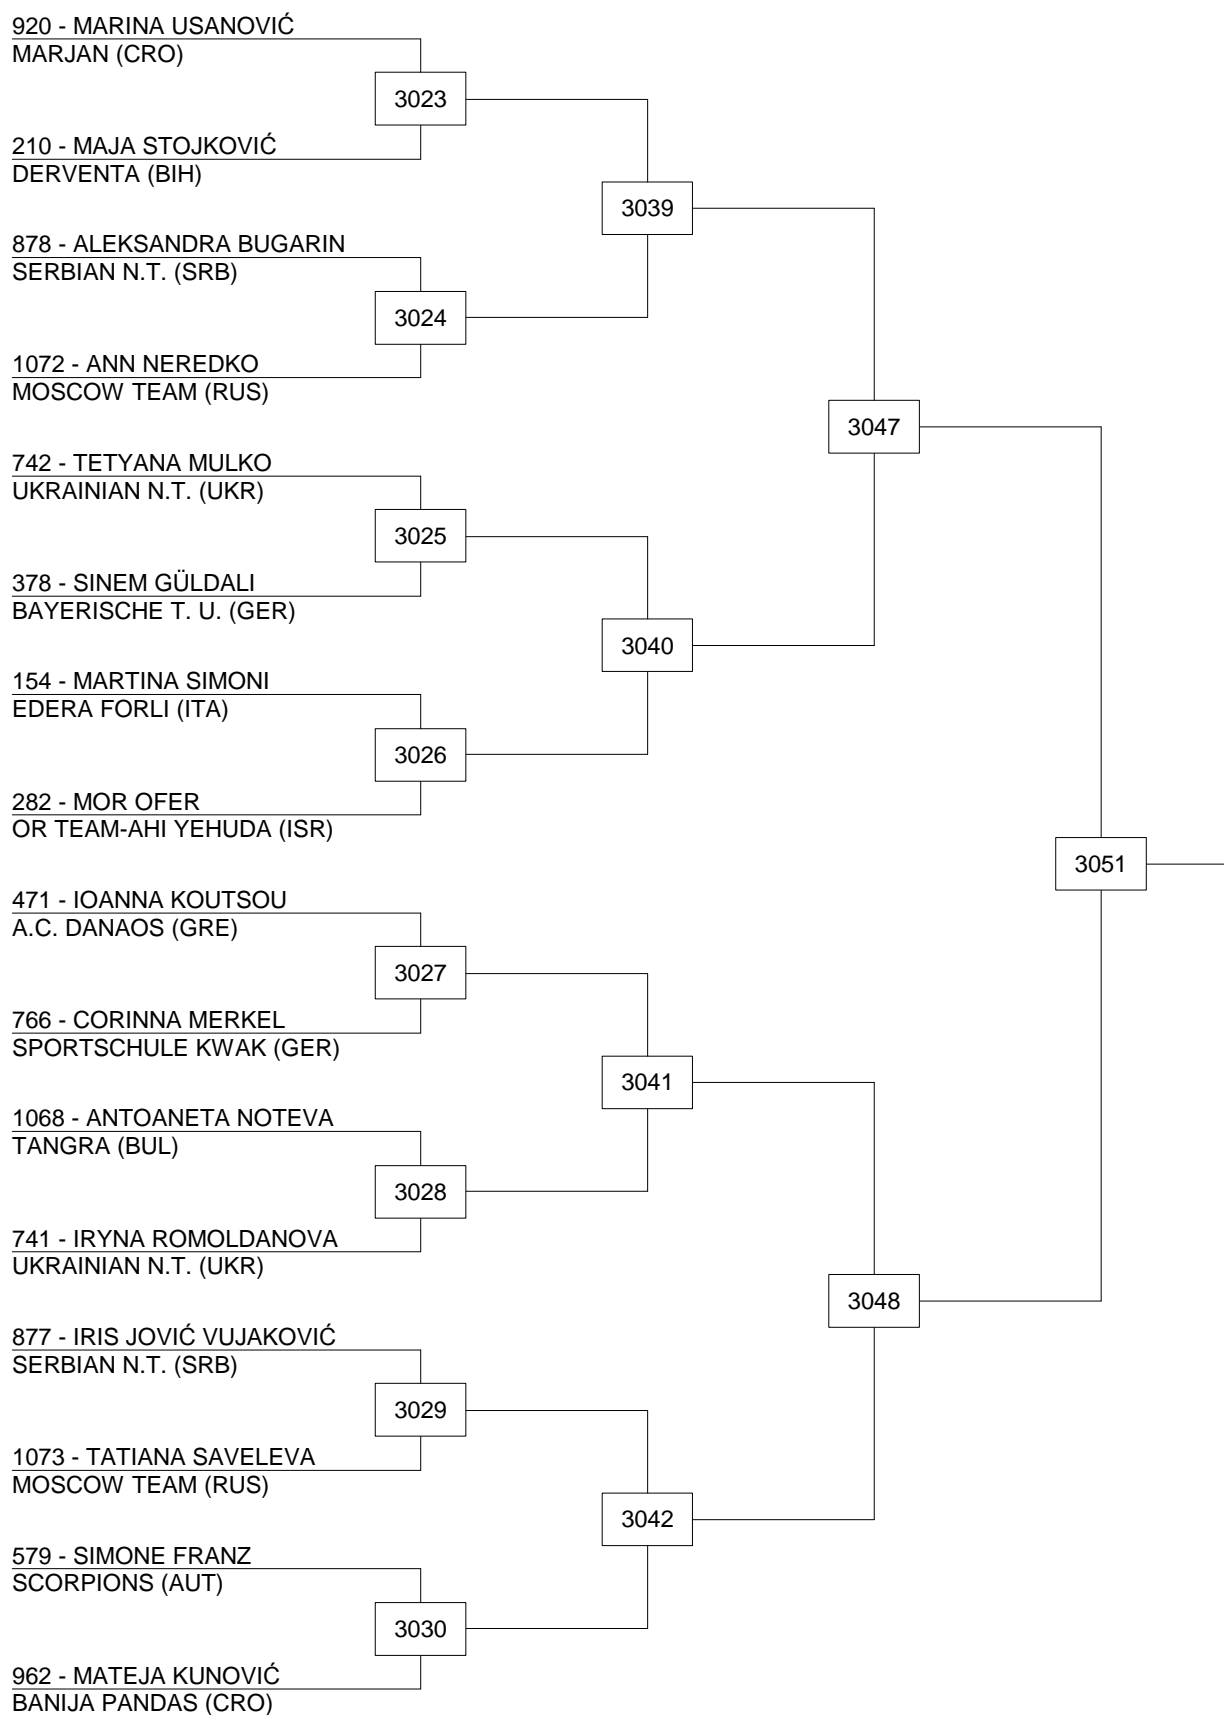 920 - MARINA USANOVIĆ
MARJAN (CRO)
3023
210 - MAJA STOJKOVIĆ
DERVENTA (BIH)
3039
878 - ALEKSANDRA BUGARIN
SERBIAN N.T. (SRB)
3024
1072 - ANN NEREDKO
MOSCOW TEAM (RUS)
3047
742 - TETYANA MULKO
UKRAINIAN N.T. (UKR)
3025
378 - SINEM GÜLDALI
BAYERISCHE T. U. (GER)
3040
154 - MARTINA SIMONI
EDERA FORLI (ITA)
3026
282 - MOR OFER
OR TEAM-AHI YEHUDA (ISR)
3051
471 - IOANNA KOUTSOU
A.C. DANAOS (GRE)
3027
766 - CORINNA MERKEL
SPORTSCHULE KWAK (GER)
3041
1068 - ANTOANETA NOTEVA
TANGRA (BUL)
3028
741 - IRYNA ROMOLDANOVA
UKRAINIAN N.T. (UKR)
3048
877 - IRIS JOVIĆ VUJAKOVIĆ
SERBIAN N.T. (SRB)
3029
1073 - TATIANA SAVELEVA
MOSCOW TEAM (RUS)
3042
579 - SIMONE FRANZ
SCORPIONS (AUT)
3030
962 - MATEJA KUNOVIĆ
BANIJA PANDAS (CRO)